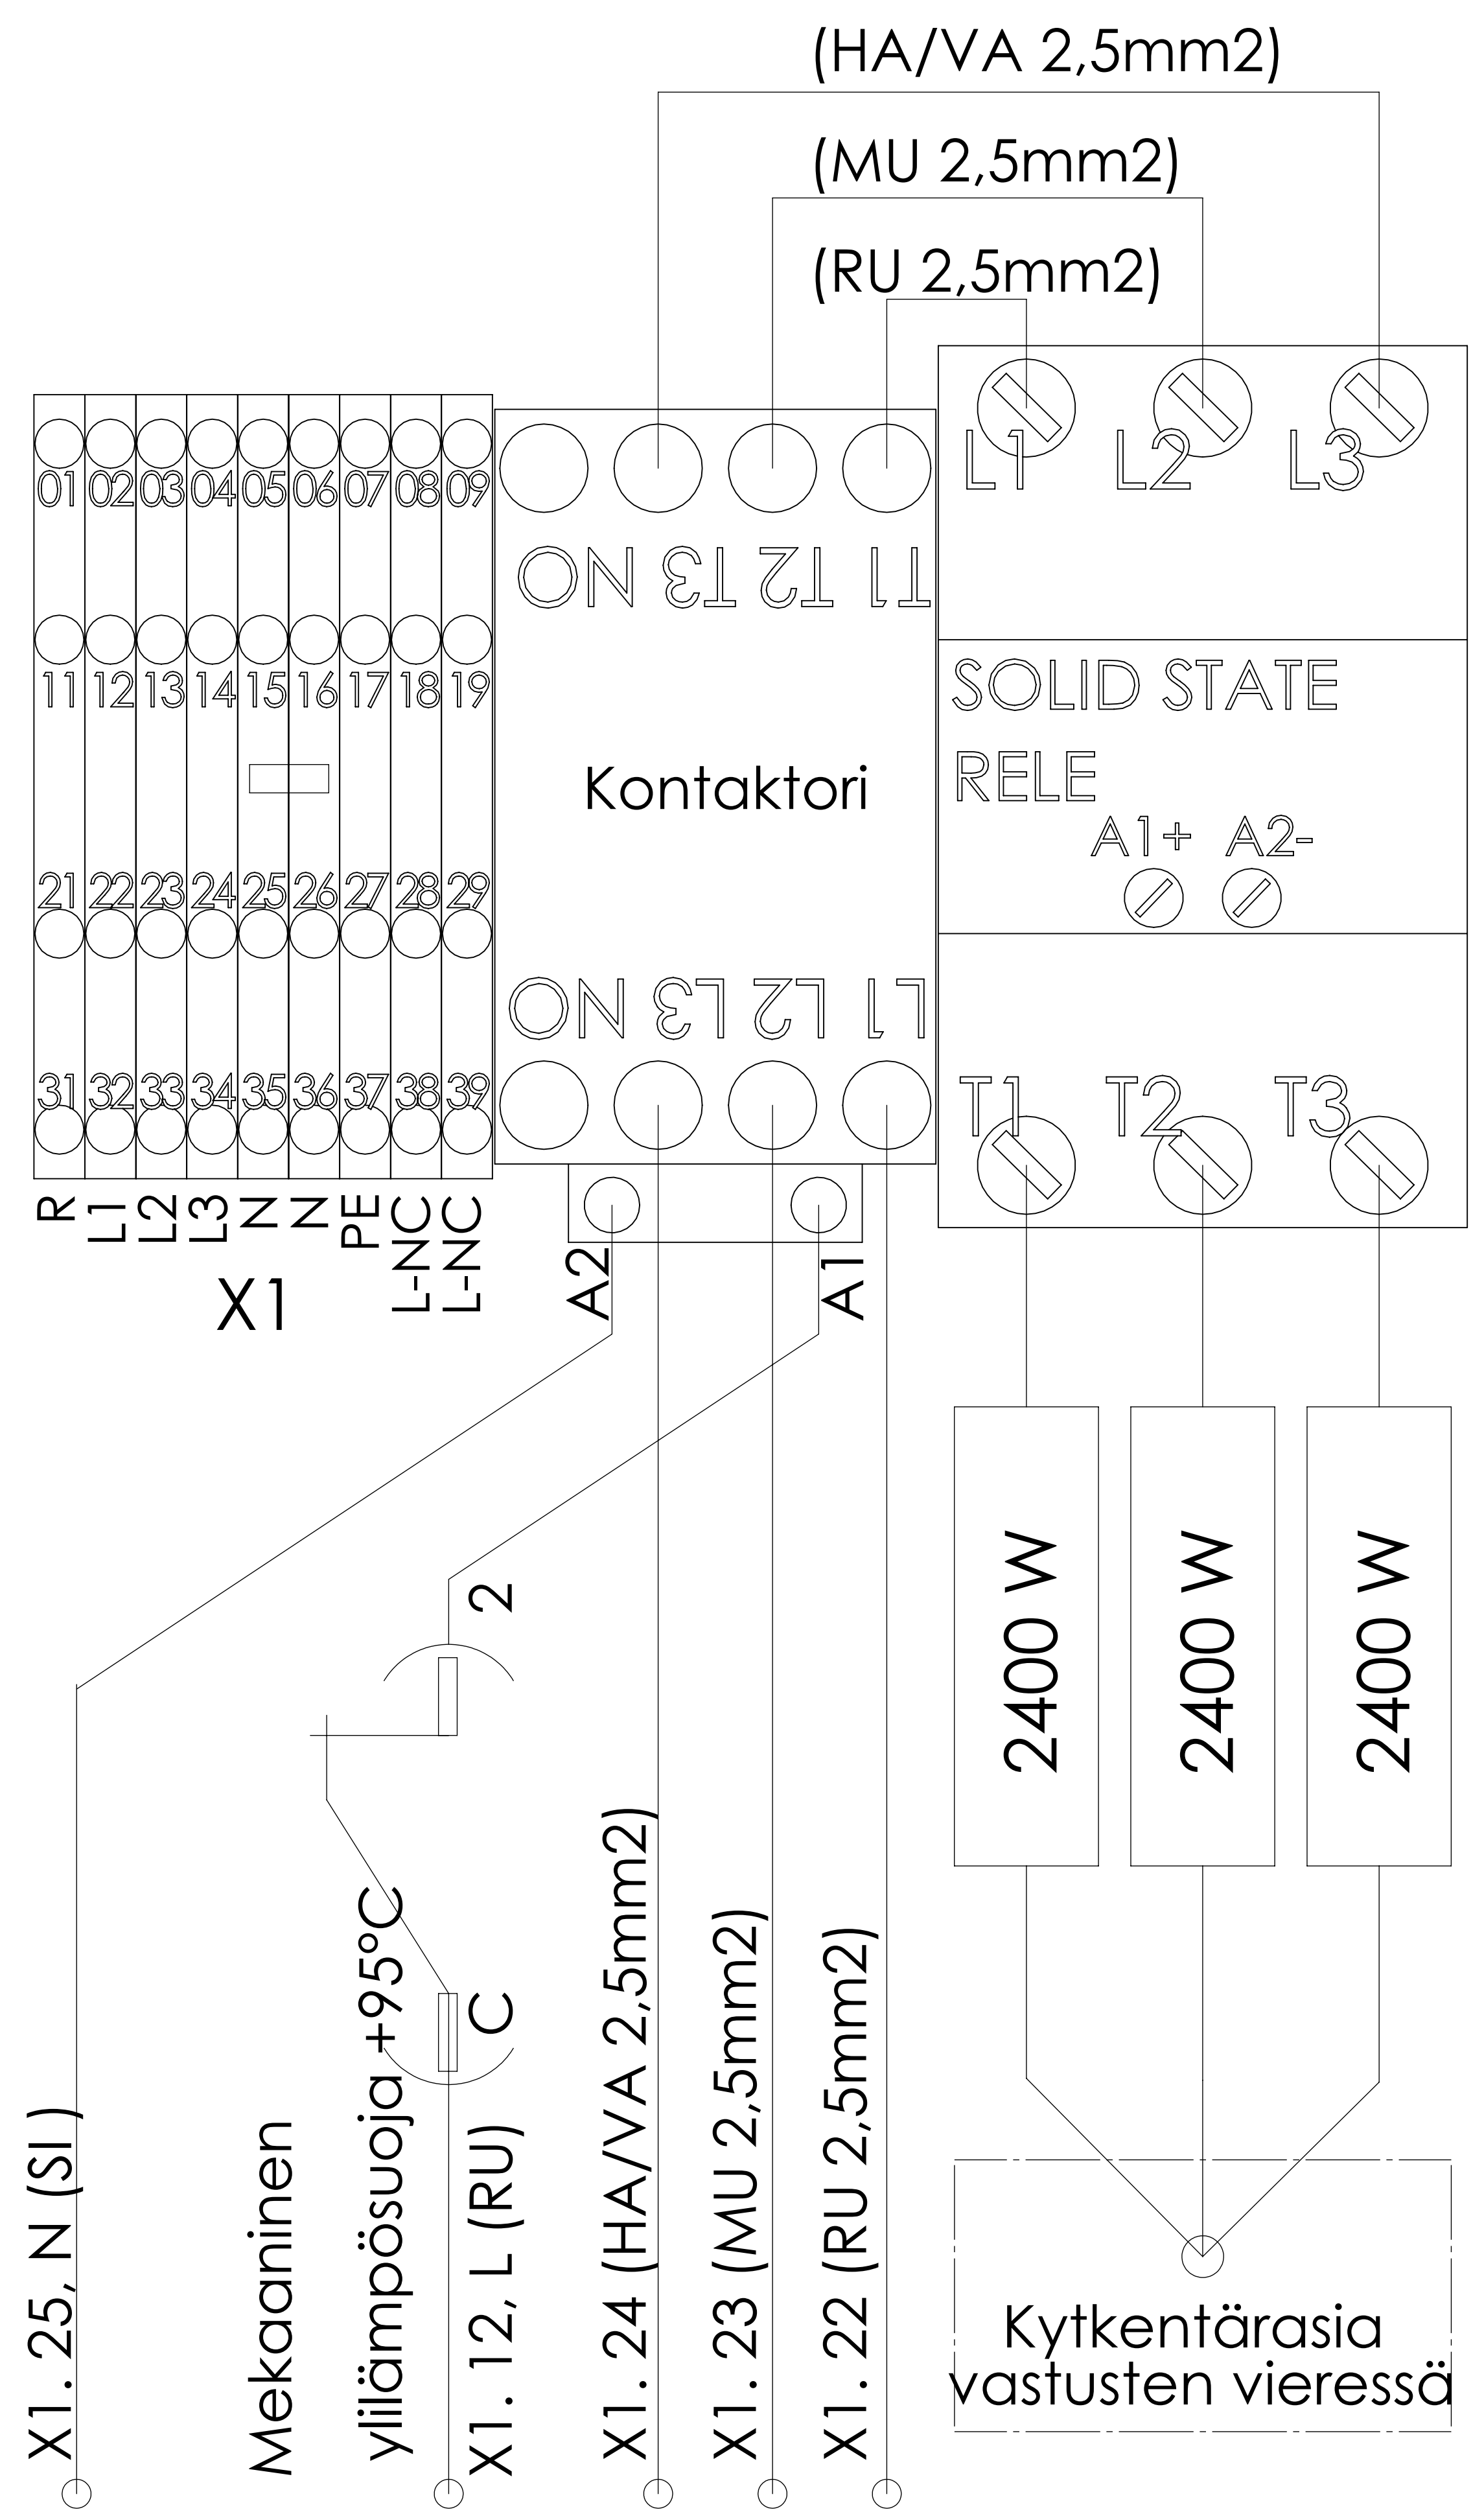 (HA/VA 2,5mm2)
(MU 2,5mm2)
(RU 2,5mm2)
L1 L2 L3
01 02 03 04 05 06 07 08 09
NO T3 T2 T1
11 12 13 14 15 16 17 18 19
SOLID STATE
RELE
Kontaktori
A1+ A2-
21 22 23 24 25 26 27 28 29
NO L3 L2 L1
31 32 33 34 35 36 37 38 39
T1 T2 T3
R L1 L2 L3 N N PE L-NC L-NC
X1
A2
A1
2
2400 W
2400 W
2400 W
C
X1. 25, N (SI)
Mekaaninen
Yliiämpösuoja +95°C
X1. 12, L (RU)
X1. 24 (HA/VA 2,5mm2)
X1. 23 (MU 2,5mm2)
X1. 22 (RU 2,5mm2)
Kytkentärasia
vastusten vieressä